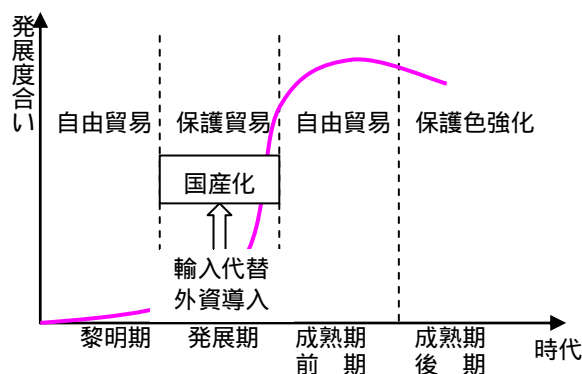 発展度合い
自由貿易
保護貿易
自由貿易
保護色強化
国産化
輸入代替
外資導入
黎明期
発展期
成熟期
前　期
成熟期
後　期
時代